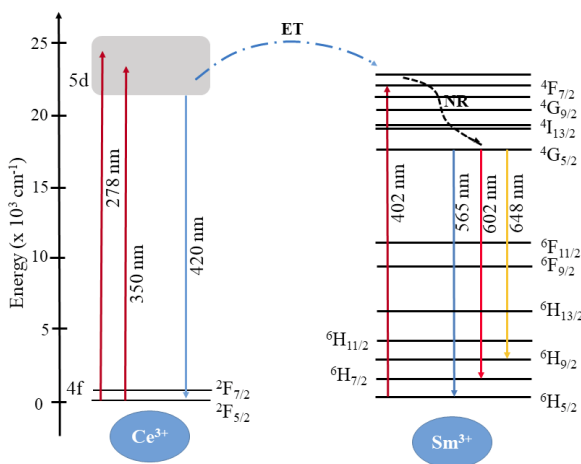 ET
25
20
15
10
5
0
Energy (x 10³ cm⁻¹)
5d
278 nm
350 nm
420 nm
4f
²F₇/₂
²F₅/₂
Ce³⁺
NR
⁴F₇/₂
⁴G₉/₂
⁴I₁₃/₂
⁴G₅/₂
402 nm
565 nm
602 nm
648 nm
⁶F₁₁/₂
⁶F₉/₂
⁶H₁₃/₂
⁶H₁₁/₂
⁶H₉/₂
⁶H₇/₂
⁶H₅/₂
Sm³⁺